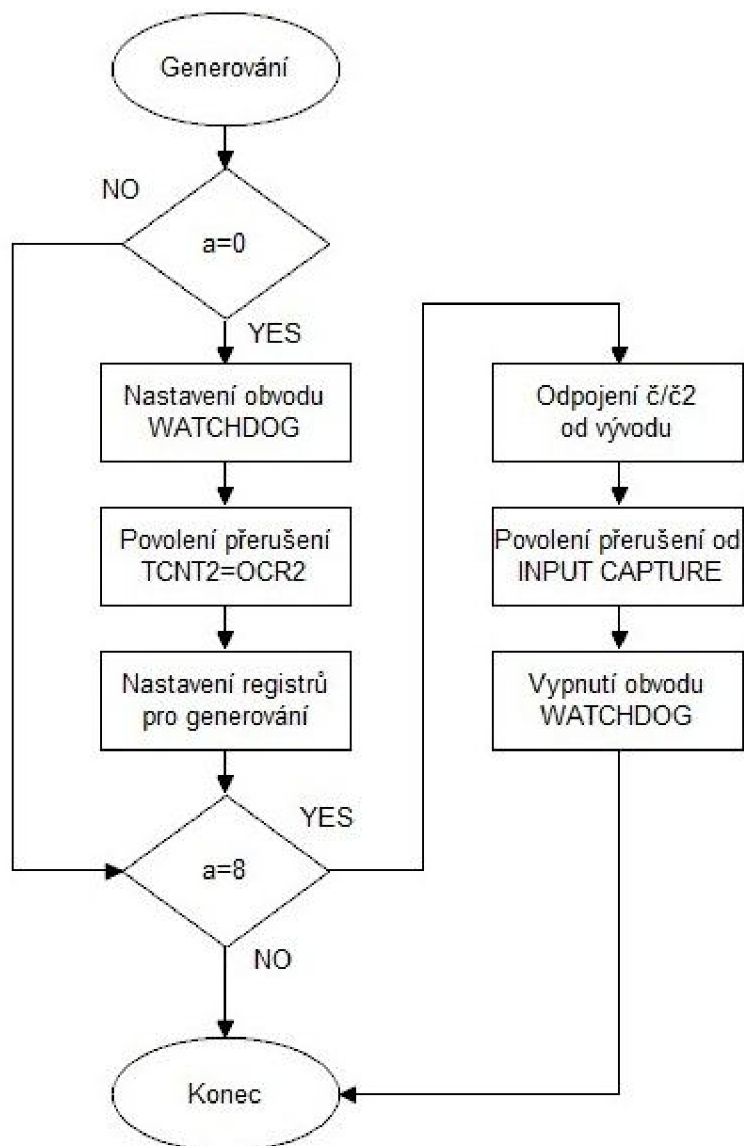 Generování
NO
a=0
YES
Nastavení obvodu
WATCHDOG
Povolení přerušení
TCNT2=OCR2
Nastavení registrů
pro generování
YES
a=8
NO
Odpojení č/č2
od vývodu
Povolení přerušení od
INPUT CAPTURE
Vypnutí obvodu
WATCHDOG
Konec